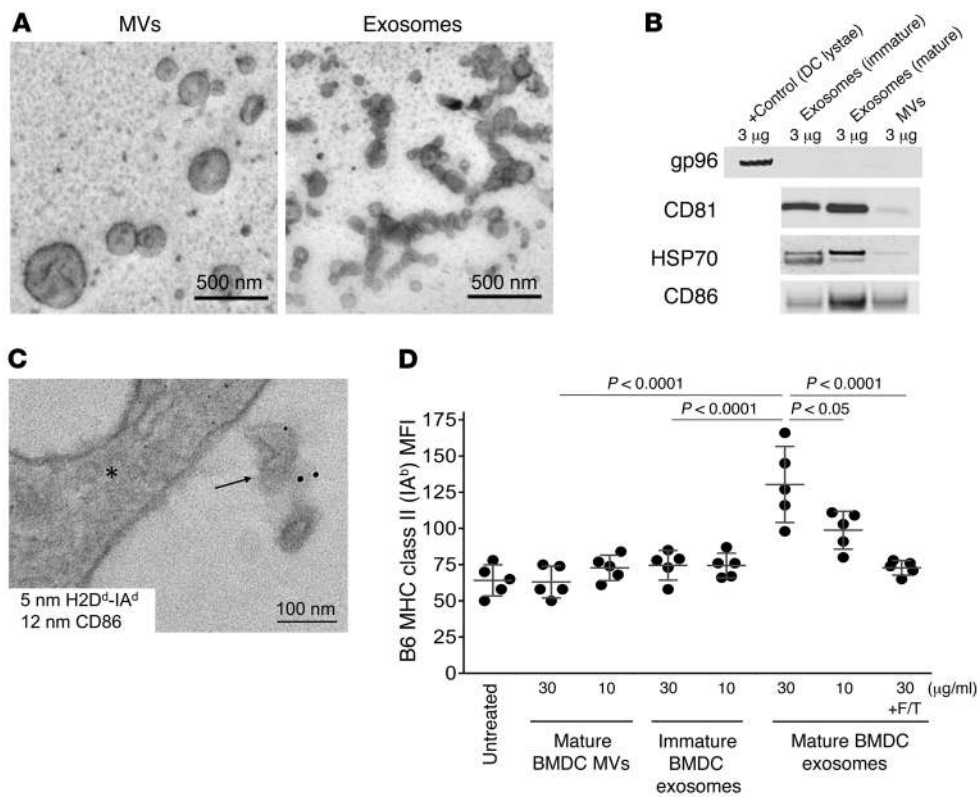 A
MVs
Exosomes
500 nm
500 nm
B
+Control (DC lystae)
Exosomes (immature)
Exosomes (mature)
MVs
3 µg 3 µg 3 µg 3 µg
gp96
CD81
HSP70
CD86
C
*
5 nm H2Dᵈ-IAᵈ
12 nm CD86
100 nm
D
P < 0.0001 P < 0.0001
P < 0.0001 P < 0.05
B6 MHC class II (IAᵇ) MFI
175
150
125
100
75
50
25
0
Untreated
30 10 30 10 30 10 30 (µg/ml)
+F/T
Mature
BMDC MVs
Immature
BMDC
exosomes
Mature BMDC
exosomes